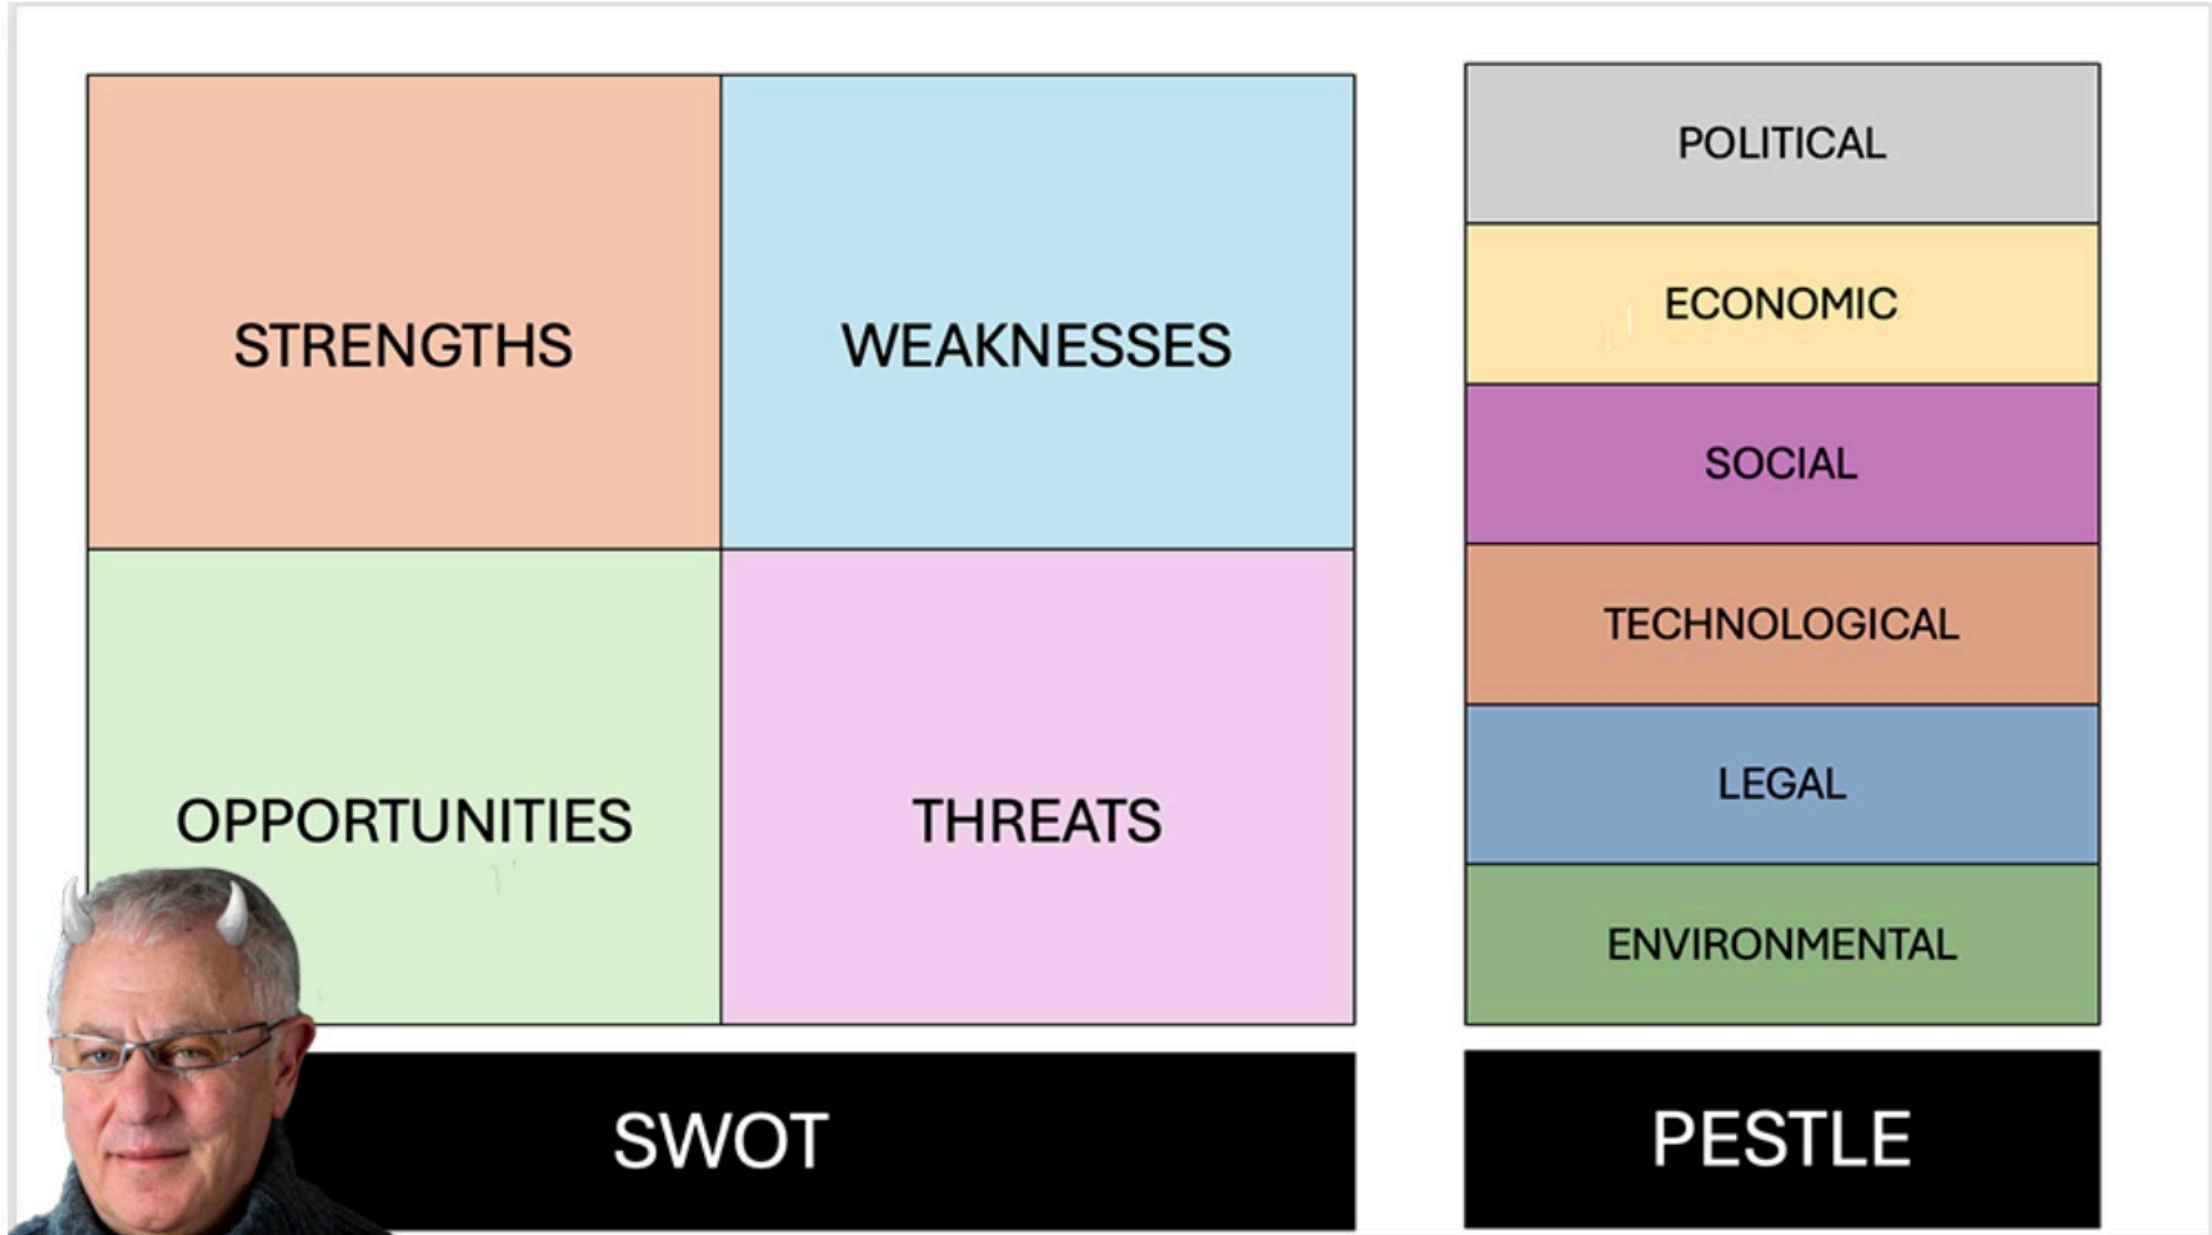 STRENGTHS
WEAKNESSES
OPPORTUNITIES
THREATS
SWOT
POLITICAL
ECONOMIC
SOCIAL
TECHNOLOGICAL
LEGAL
ENVIRONMENTAL
PESTLE